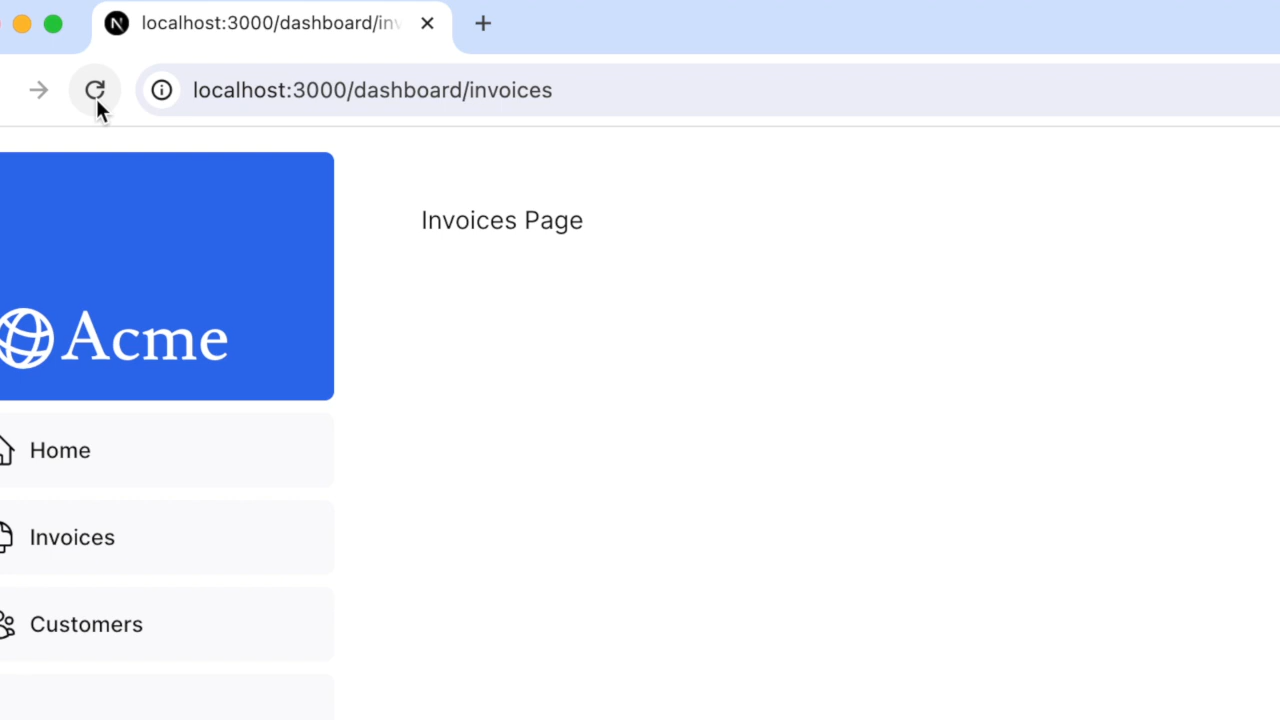 localhost:3000/dashboard/inv
localhost:3000/dashboard/invoices
Invoices Page
Acme
Home
Invoices
Customers